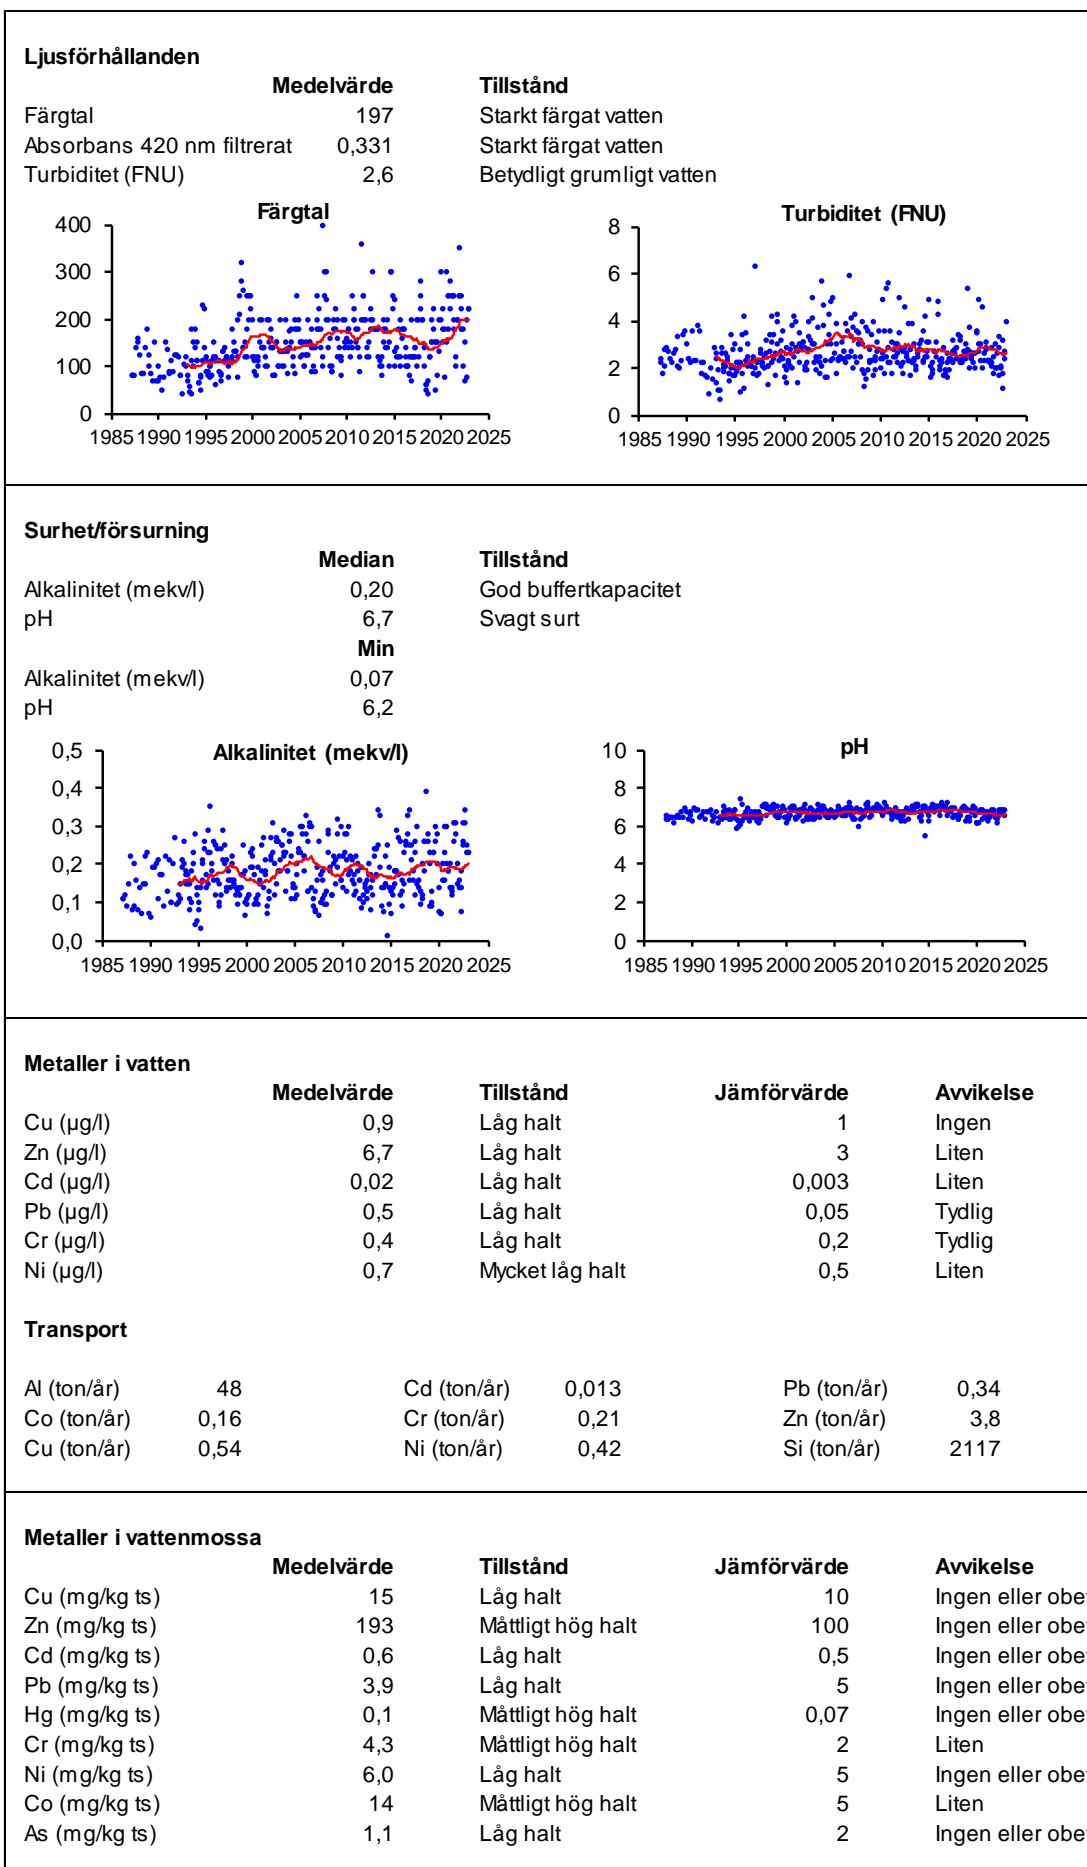 Ljusförhållanden
Medelvärde Tillstånd
Färgtal 197 Starkt färgat vatten
Absorbans 420 nm filtrerat 0,331 Starkt färgat vatten
Turbiditet (FNU) 2,6 Betydligt grumligt vatten
Färgtal
400
300
200
100
0
1985 1990 1995 2000 2005 2010 2015 2020 2025
Turbiditet (FNU)
8
6
4
2
0
1985 1990 1995 2000 2005 2010 2015 2020 2025
Surhet/försurning
Median Tillstånd
Alkalinitet (mekv/l) 0,20 God buffertkapacitet
pH 6,7 Svagt surt
Min
Alkalinitet (mekv/l) 0,07
pH 6,2
Alkalinitet (mekv/l)
0,5
0,4
0,3
0,2
0,1
0,0
1985 1990 1995 2000 2005 2010 2015 2020 2025
pH
10
8
6
4
2
0
1985 1990 1995 2000 2005 2010 2015 2020 2025
Metaller i vatten
Medelvärde Tillstånd Jämförvärde Avvikelse
Cu (µg/l) 0,9 Låg halt 1 Ingen
Zn (µg/l) 6,7 Låg halt 3 Liten
Cd (µg/l) 0,02 Låg halt 0,003 Liten
Pb (µg/l) 0,5 Låg halt 0,05 Tydlig
Cr (µg/l) 0,4 Låg halt 0,2 Tydlig
Ni (µg/l) 0,7 Mycket låg halt 0,5 Liten
Transport
Al (ton/år) 48 Cd (ton/år) 0,013 Pb (ton/år) 0,34
Co (ton/år) 0,16 Cr (ton/år) 0,21 Zn (ton/år) 3,8
Cu (ton/år) 0,54 Ni (ton/år) 0,42 Si (ton/år) 2117
Metaller i vattenmossa
Medelvärde Tillstånd Jämförvärde Avvikelse
Cu (mg/kg ts) 15 Låg halt 10 Ingen eller
Zn (mg/kg ts) 193 Måttligt hög halt 100 Ingen eller
Cd (mg/kg ts) 0,6 Låg halt 0,5 Ingen eller
Pb (mg/kg ts) 3,9 Låg halt 5 Ingen eller
Hg (mg/kg ts) 0,1 Måttligt hög halt 0,07 Ingen eller
Cr (mg/kg ts) 4,3 Måttligt hög halt 2 Liten
Ni (mg/kg ts) 6,0 Låg halt 5 Ingen eller
Co (mg/kg ts) 14 Måttligt hög halt 5 Liten
As (mg/kg ts) 1,1 Låg halt 2 Ingen eller